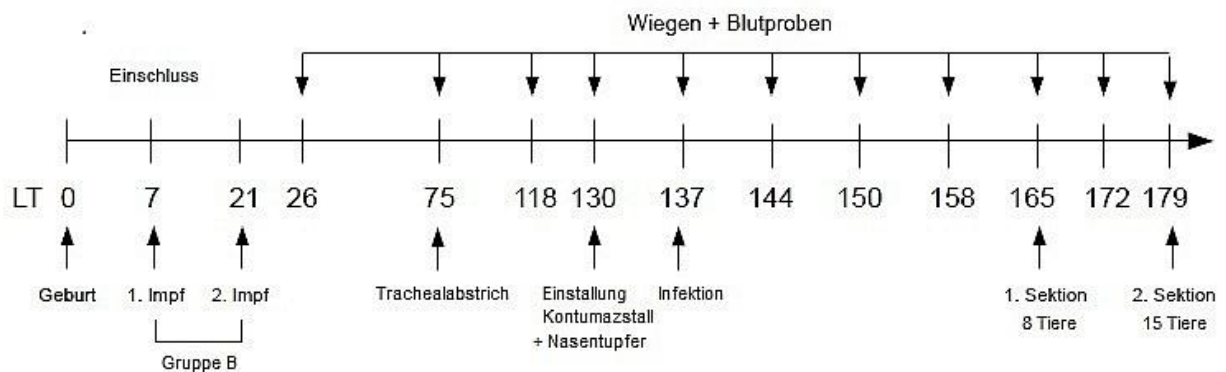 Wiegen + Blutproben
Einschluss
LT 0 7 21 26 75 118 130 137 144 150 158 165 172 179
Geburt 1. Impf 2. Impf Trachealabstrich Einstallung Infektion 1. Sektion 2. Sektion
Kontumazstall 8 Tiere 15 Tiere
+ Nasentupfer
Gruppe B